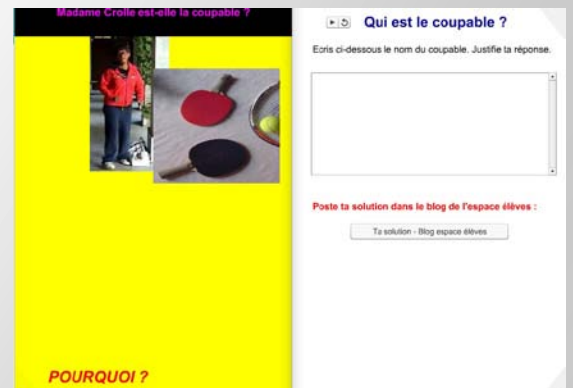 Madame Crolle est-elle la coupable ?
POURQUOI ?
Qui est le coupable ?
Ecris ci-dessous le nom du coupable. Justifie ta réponse.
Poste ta solution dans le blog de l'espace élèves :
Ta solution - Blog espace élèves